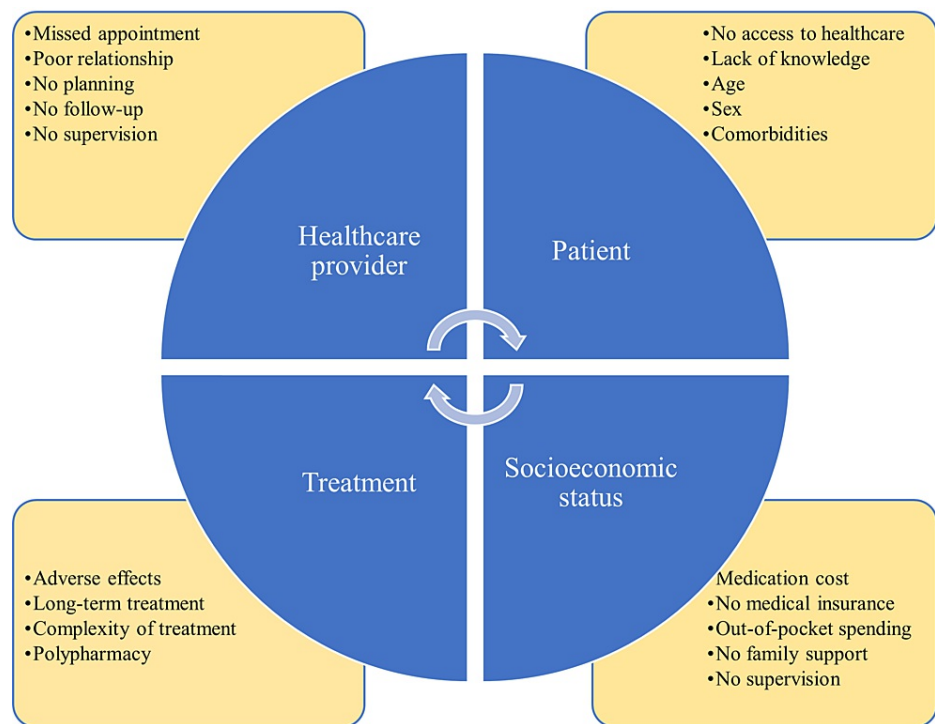 •Missed appointment
•Poor relationship
•No planning
•No follow-up
•No supervision
•No access to healthcare
•Lack of knowledge
•Age
•Sex
•Comorbidities
Healthcare
provider
Patient
Treatment
Socioeconomic
status
•Adverse effects
•Long-term treatment
•Complexity of treatment
•Polypharmacy
Medication cost
•No medical insurance
•Out-of-pocket spending
•No family support
•No supervision